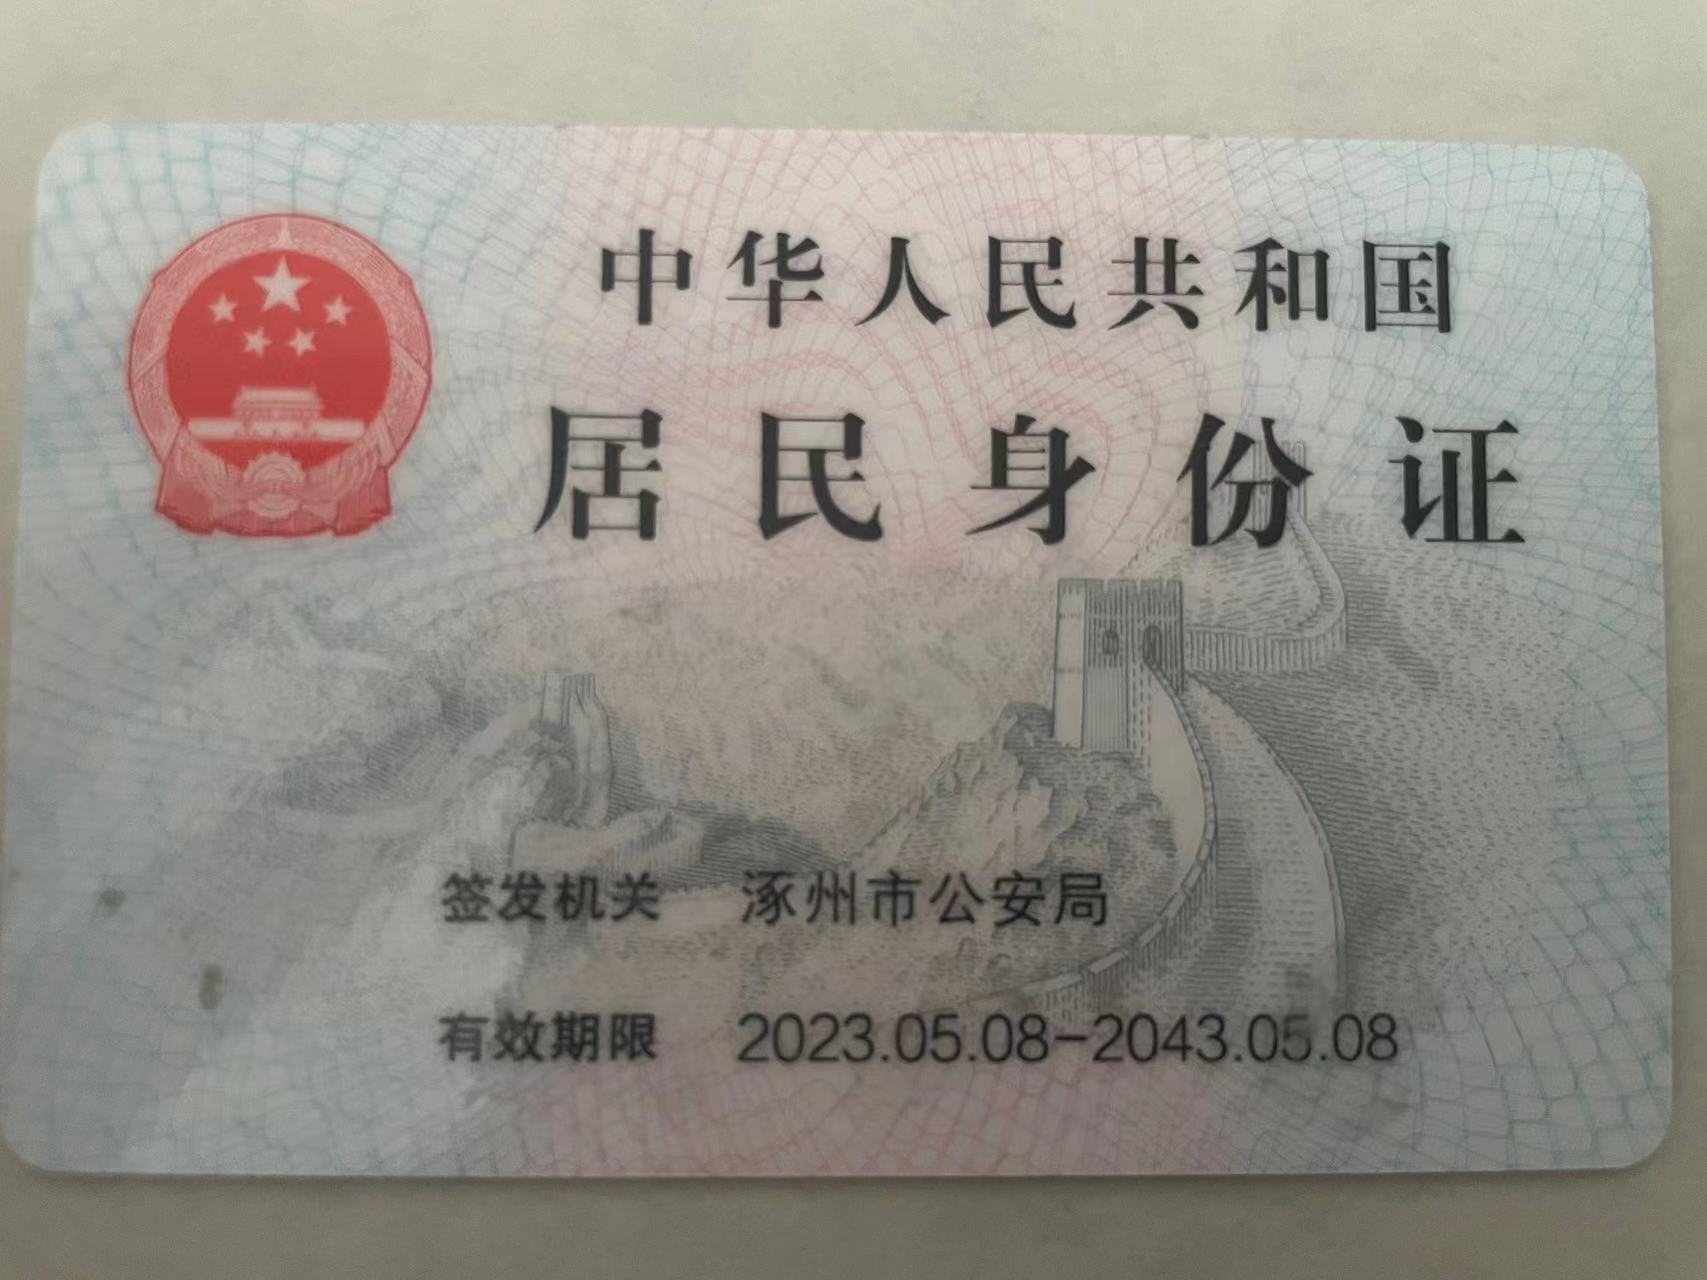 中华人民共和国
居民身份证
签发机关 涿州市公安局
有效期限 2023.05.08-2043.05.08